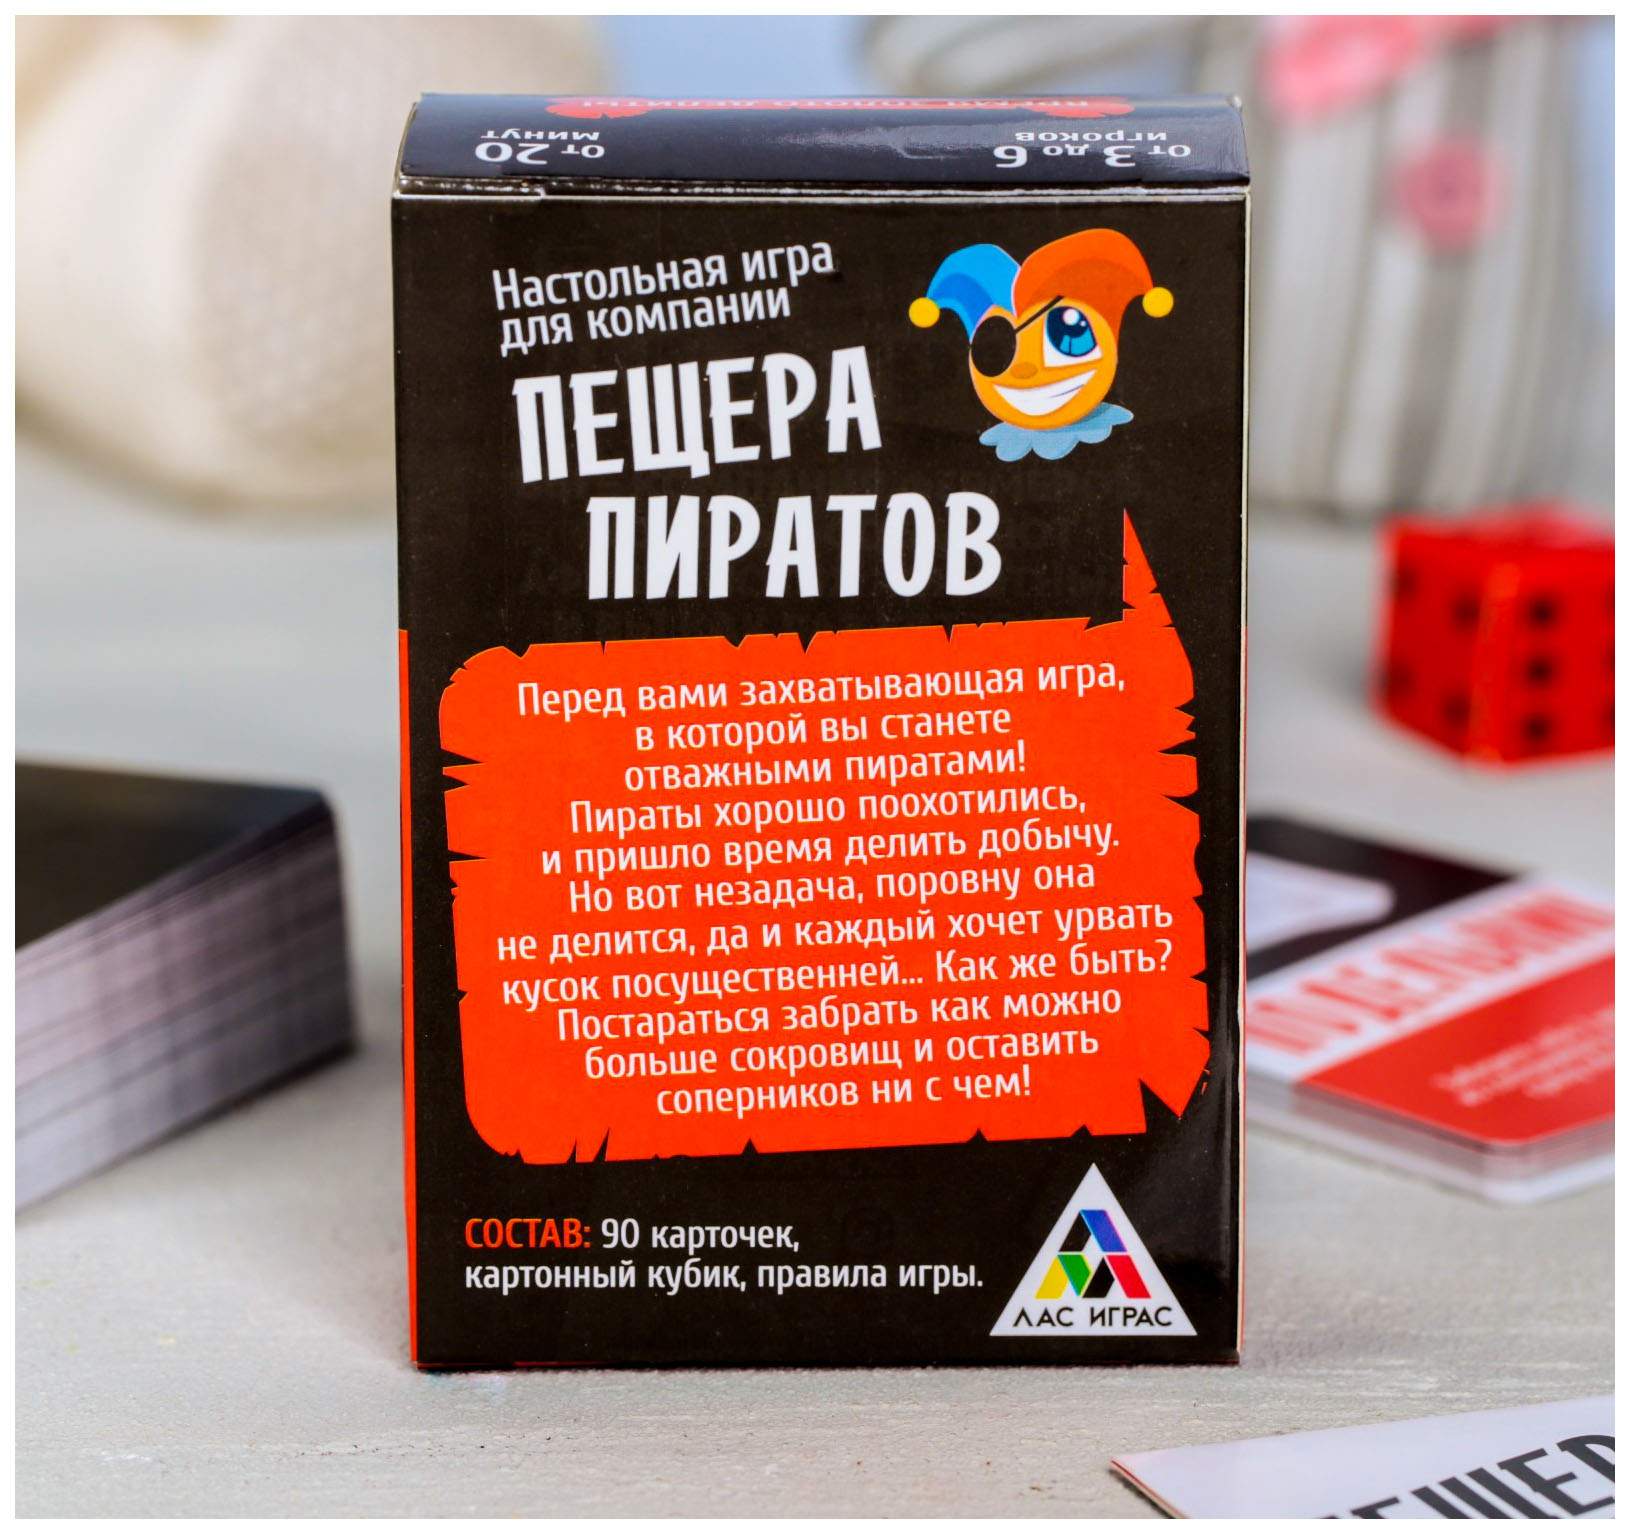 ВРЕМЯ ЗОЛОТО ДЕЛИТЬ!
от 3 до 6
игроков
от 20
минут
Настольная игра
для компании
ПЕЩЕРА
ПИРАТОВ
Перед вами захватывающая игра,
в которой вы станете
отважными пиратами!
Пираты хорошо поохотились,
и пришло время делить добычу.
Но вот незадача, поровну она
не делится, да и каждый хочет урвать
кусок посущественней... Как же быть?
Постараться забрать как можно
больше сокровищ и оставить
соперников ни с чем!
СОСТАВ: 90 карточек,
картонный кубик, правила игры.
ЛАС ИГРАС